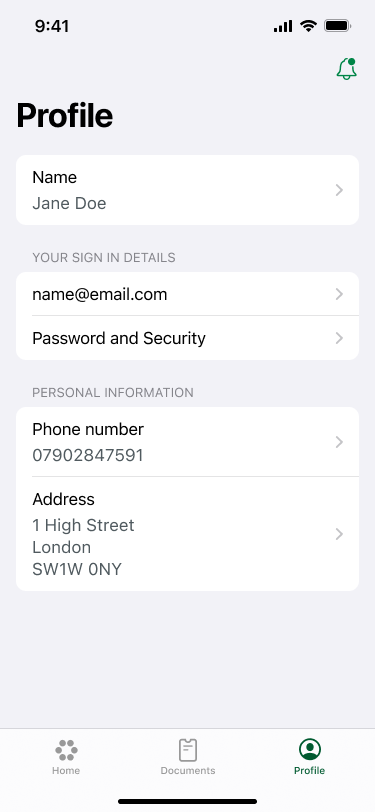 9:41
Profile
Name
Jane Doe
YOUR SIGN IN DETAILS
name@email.com
Password and Security
PERSONAL INFORMATION
Phone number
07902847591
Address
1 High Street
London
SW1W 0NY
Home
Documents
Profile